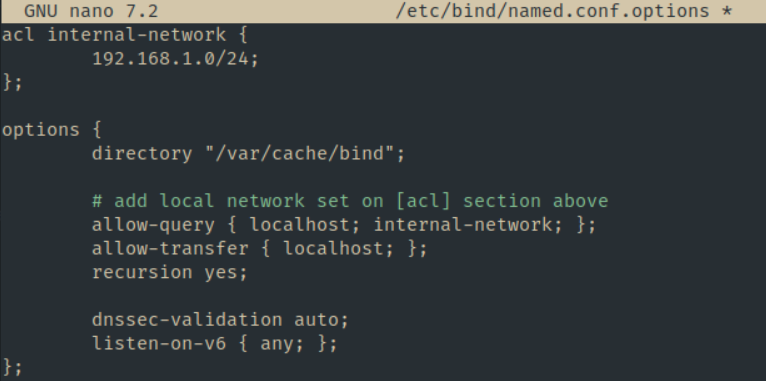 GNU nano 7.2 /etc/bind/named.conf.options *
acl internal-network {
192.168.1.0/24;
};
options {
directory "/var/cache/bind";
# add local network set on [acl] section above
allow-query { localhost; internal-network; };
allow-transfer { localhost; };
recursion yes;
dnssec-validation auto;
listen-on-v6 { any; };
};